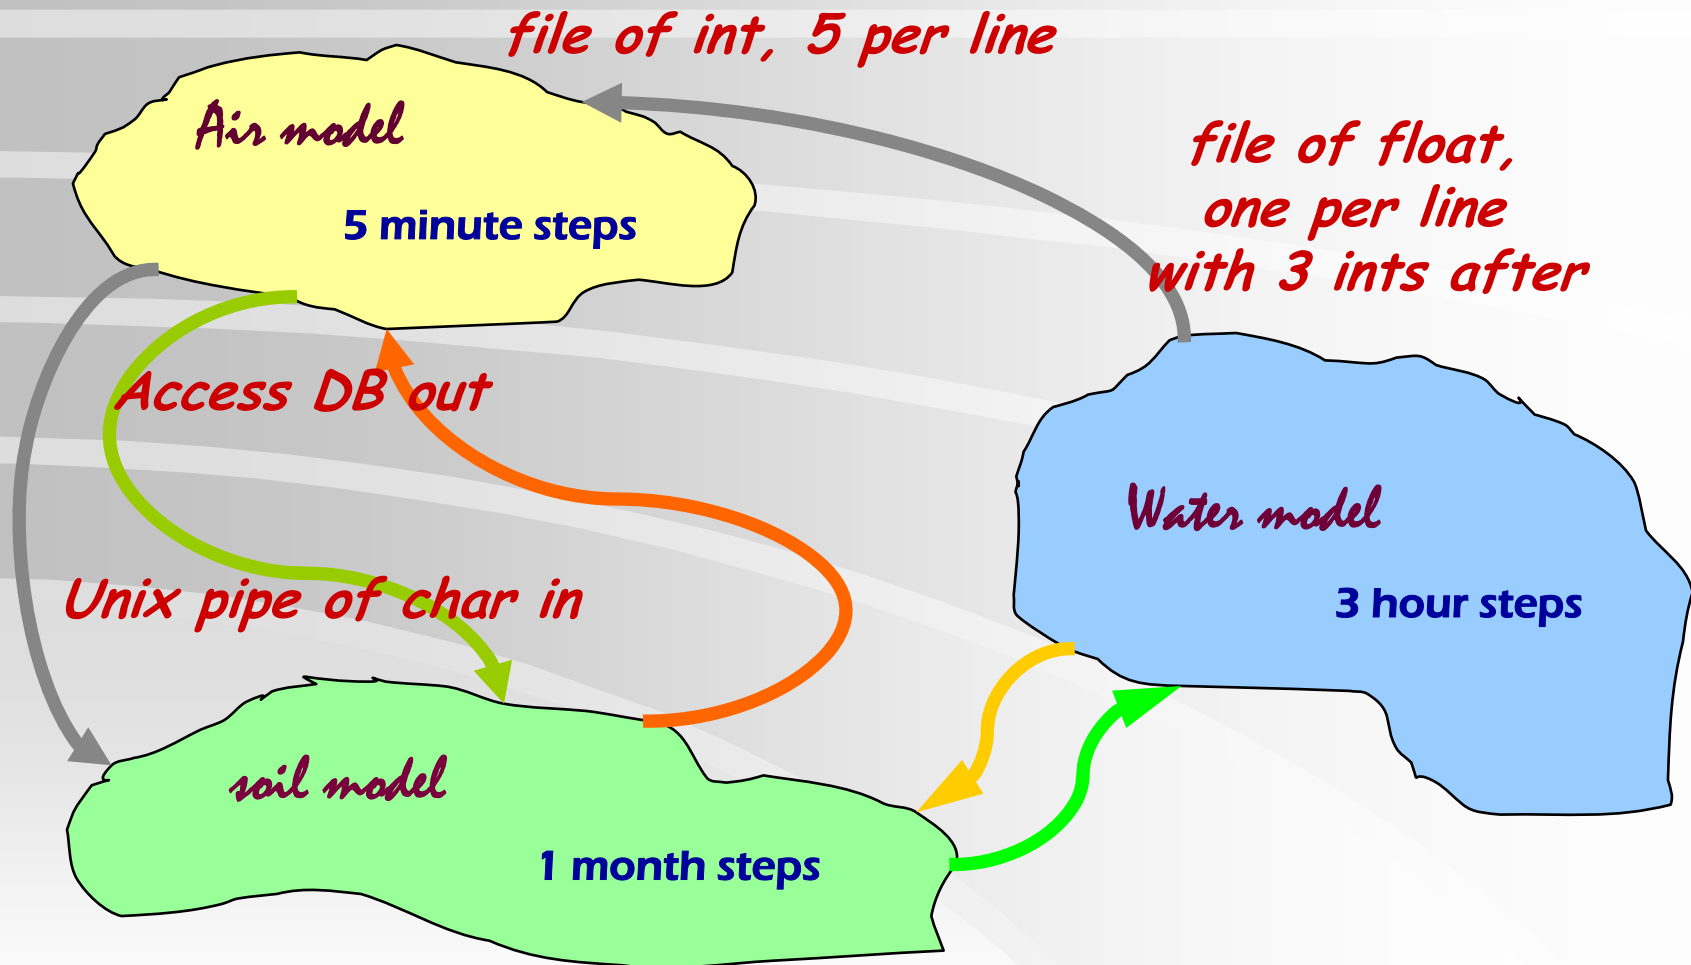 file of int, 5 per line
Air model
5 minute steps
file of float,
one per line
with 3 ints after
Access DB out
Water model
3 hour steps
Unix pipe of char in
soil model
1 month steps